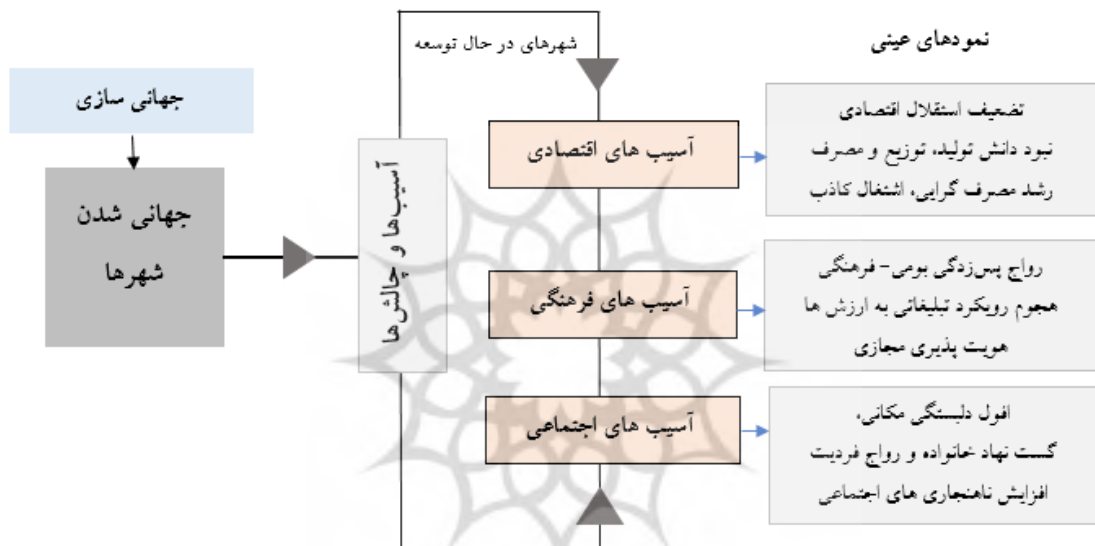 نمودهای عینی
شهرهای در حال توسعه
جهانی سازی
جهانی شدن
شهرها
آسیب‌ها و چالش‌ها
آسیب های اقتصادی
تضعیف استقلال اقتصادی
نبود دانش تولید، توزیع و مصرف
رشد مصرف گرایی، اشتغال کاذب
آسیب های فرهنگی
رواج پس‌زدگی بومی- فرهنگی
هجوم رویکرد تبلیغاتی به ارزش ها
هویت پذیری مجازی
آسیب های اجتماعی
افول دلبستگی مکانی،
گست نهاد خانواده و رواج فردیت
افزایش ناهنجاری های اجتماعی